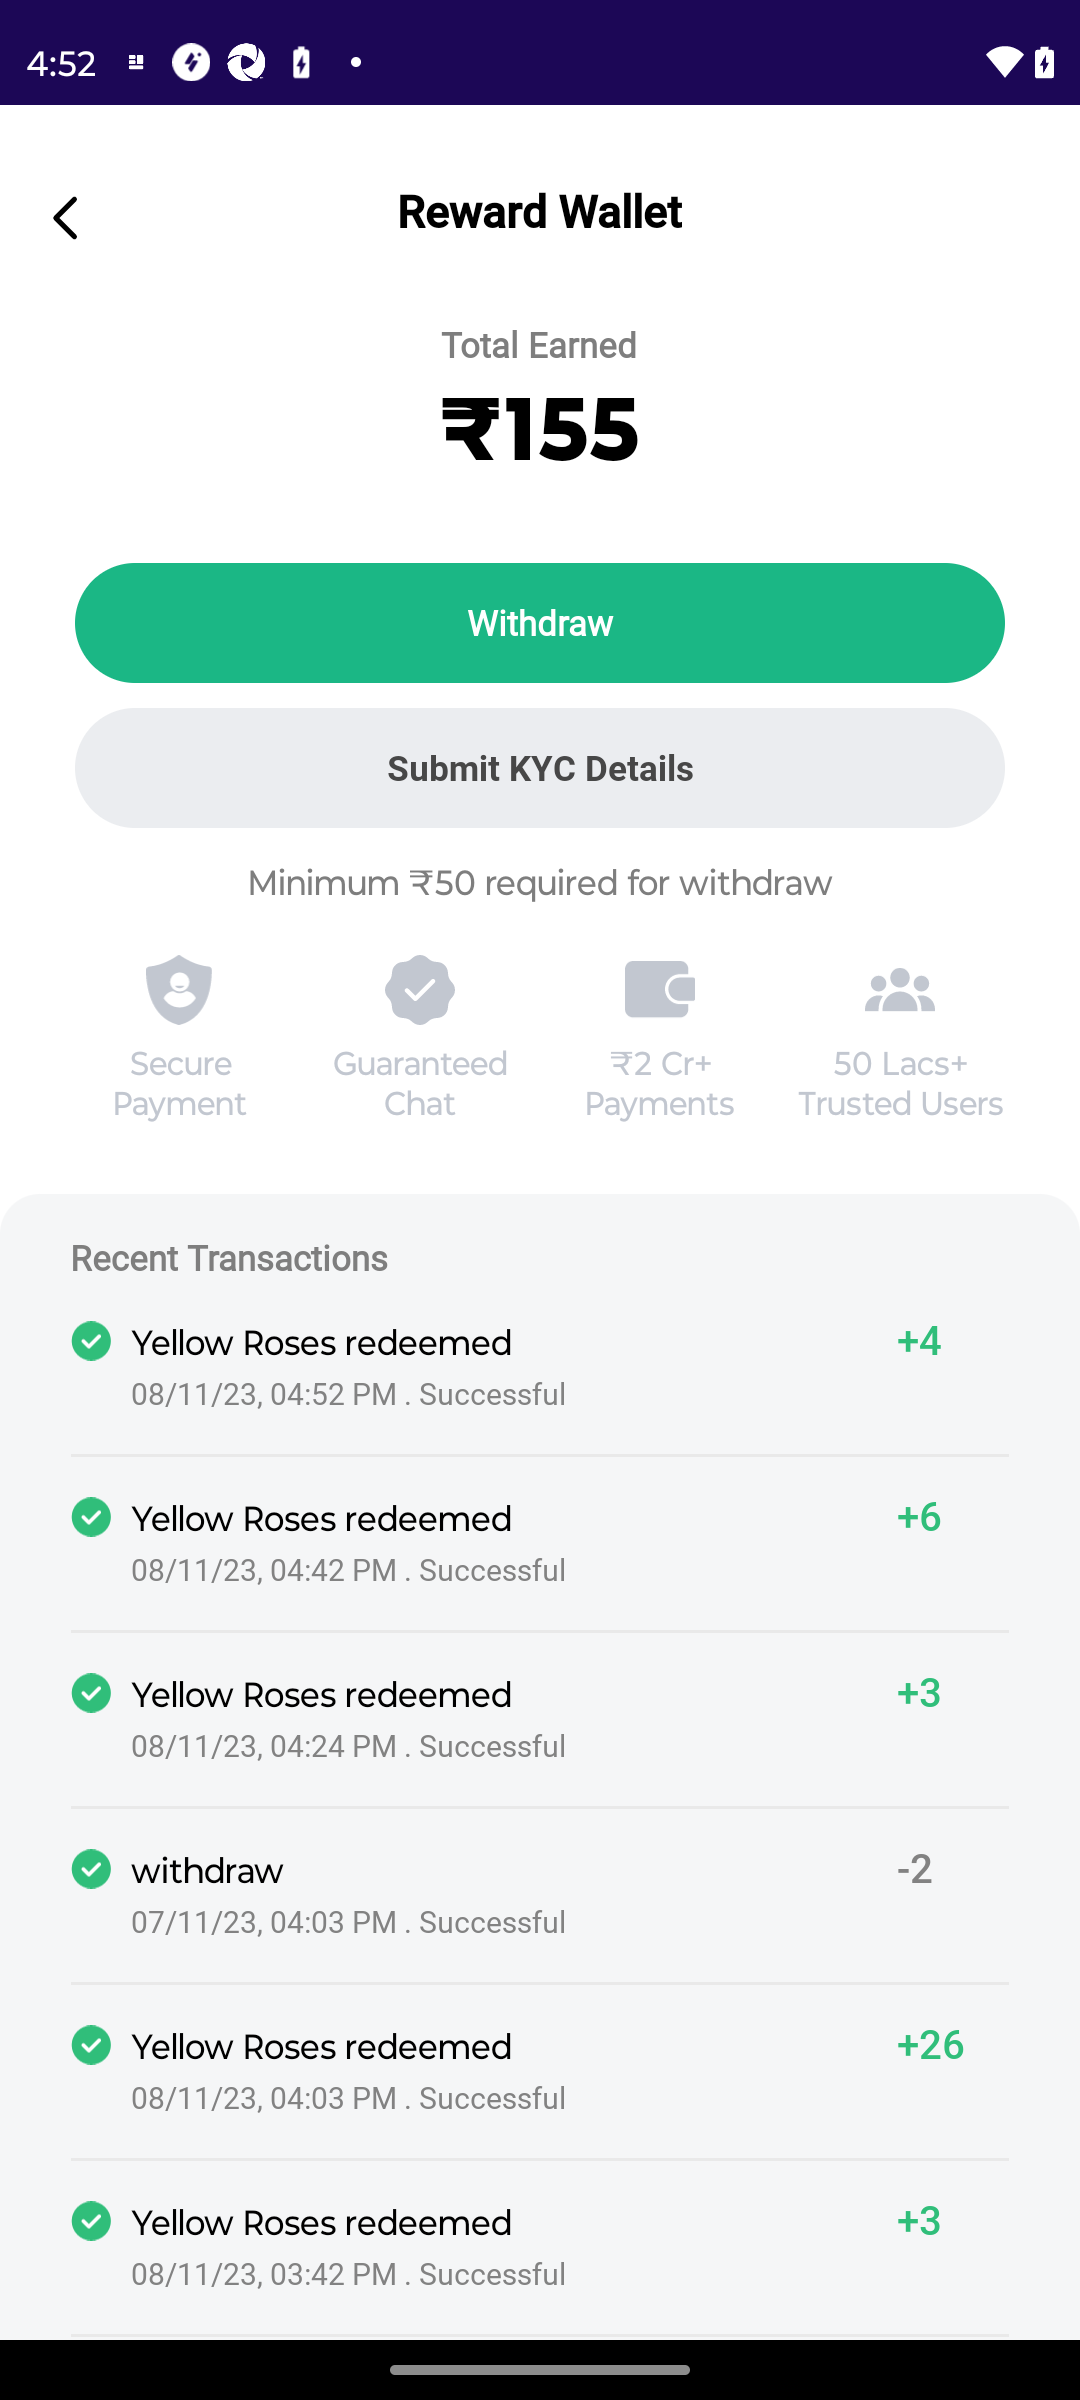 4:52
Reward Wallet
Total Earned
₹155
Withdraw
Submit KYC Details
Minimum ₹50 required for withdraw
Secure Payment
Guaranteed Chat
₹2 Cr+ Payments
50 Lacs+ Trusted Users
Recent Transactions
Yellow Roses redeemed +4
08/11/23, 04:52 PM . Successful
Yellow Roses redeemed +6
08/11/23, 04:42 PM . Successful
Yellow Roses redeemed +3
08/11/23, 04:24 PM . Successful
withdraw -2
07/11/23, 04:03 PM . Successful
Yellow Roses redeemed +26
08/11/23, 04:03 PM . Successful
Yellow Roses redeemed +3
08/11/23, 03:42 PM . Successful